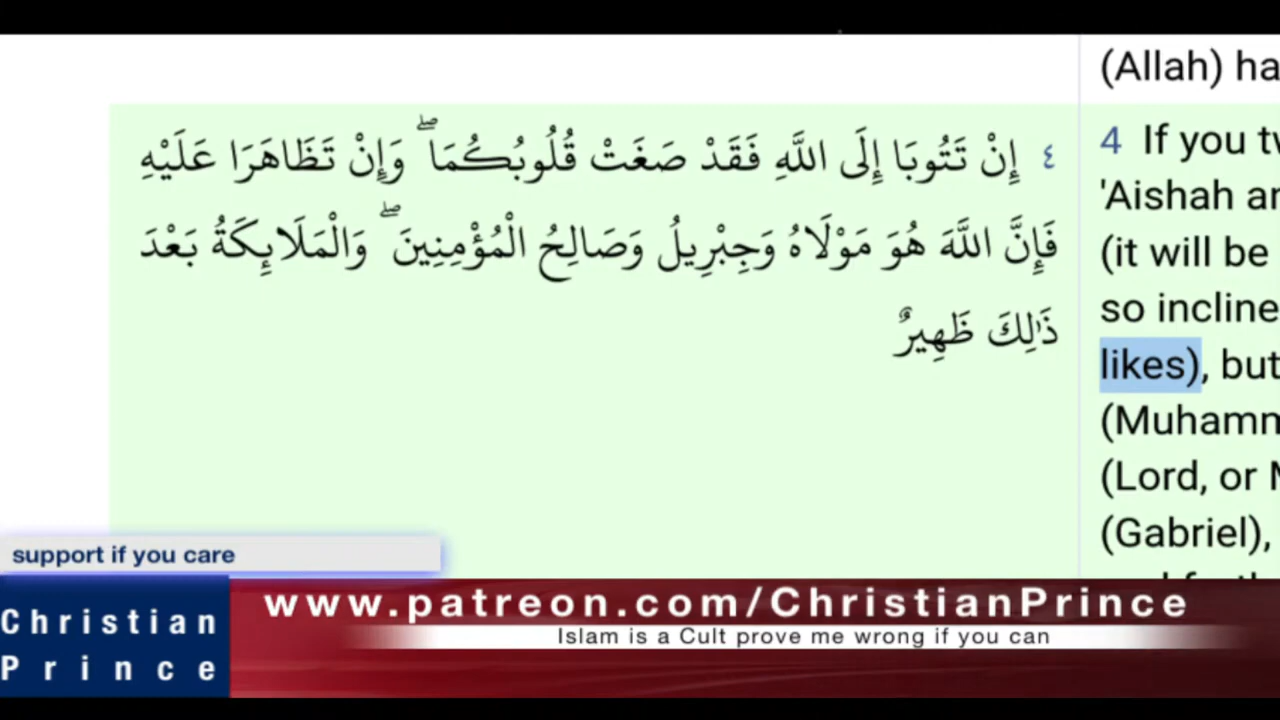 ٤ إِنْ تَتُوبَا إِلَى اللَّهِ فَقَدْ صَغَتْ قُلُوبُكُمَا ۖ وَإِنْ تَظَاهَرَا عَلَيْهِ
فَإِنَّ اللَّهَ هُوَ مَوْلَاهُ وَجِبْرِيلُ وَصَالِحُ الْمُؤْمِنِينَ ۖ وَالْمَلَائِكَةُ بَعْدَ
ذَٰلِكَ ظَهِيرٌ
(Allah) ha
4 If you tw
'Aishah an
(it will be
so incline
likes), but
(Muhamm
(Lord, or M
(Gabriel),
support if you care
Christian
Prince
www.patreon.com/ChristianPrince
Islam is a Cult prove me wrong if you can